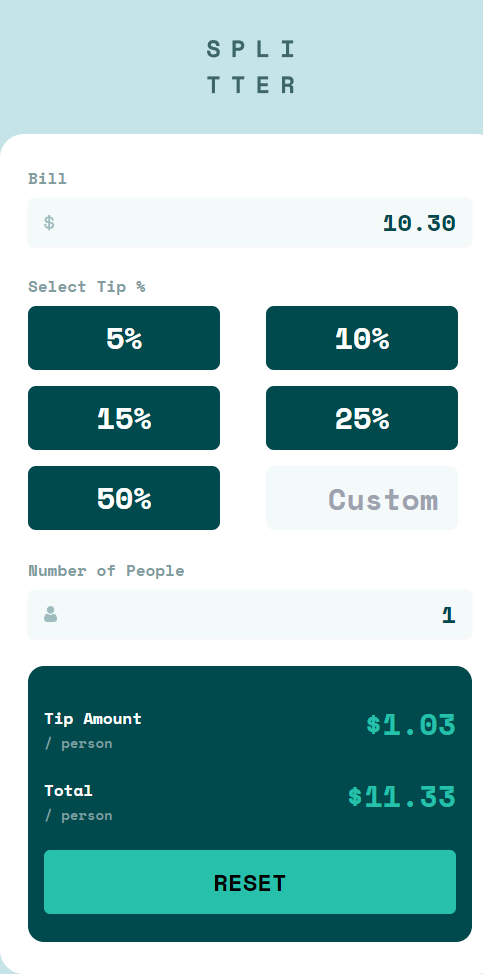 SPLI
TTER
Bill
$ 10.30
Select Tip %
5% 10%
15% 25%
50% Custom
Number of People
1
Tip Amount $1.03
/ person
Total $11.33
/ person
RESET